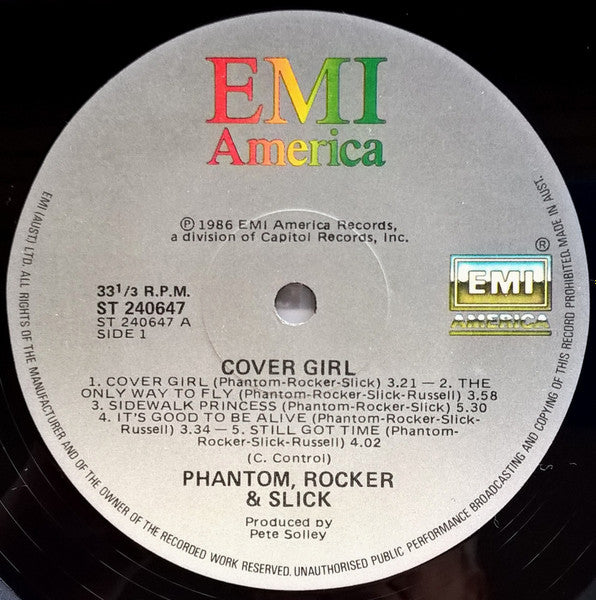 EMI
America
℗ 1986 EMI America Records,
a division of Capitol Records, Inc.
33 1/3 R.P.M.
ST 240647
ST 240647 A
SIDE 1
®
EMI
AMERICA
COVER GIRL
1. COVER GIRL (Phantom-Rocker-Slick) 3.21 — 2. THE
ONLY WAY TO FLY (Phantom-Rocker-Slick-Russell) 3.58
3. SIDEWALK PRINCESS (Phantom-Rocker-Slick) 5.30
4. IT'S GOOD TO BE ALIVE (Phantom-Rocker-Slick-
Russell) 3.34 — 5. STILL GOT TIME (Phantom-
Rocker-Slick-Russell) 4.02
(C. Control)
PHANTOM, ROCKER
& SLICK
Produced by
Pete Solley
EMI (AUST.) LTD. ALL RIGHTS OF THE MANUFACTURER AND OF THE OWNER OF THE RECORDED WORK RESERVED. UNAUTHORISED PUBLIC PERFORMANCE BROADCASTING AND COPYING OF THIS RECORD PROHIBITED. MADE IN AUST.